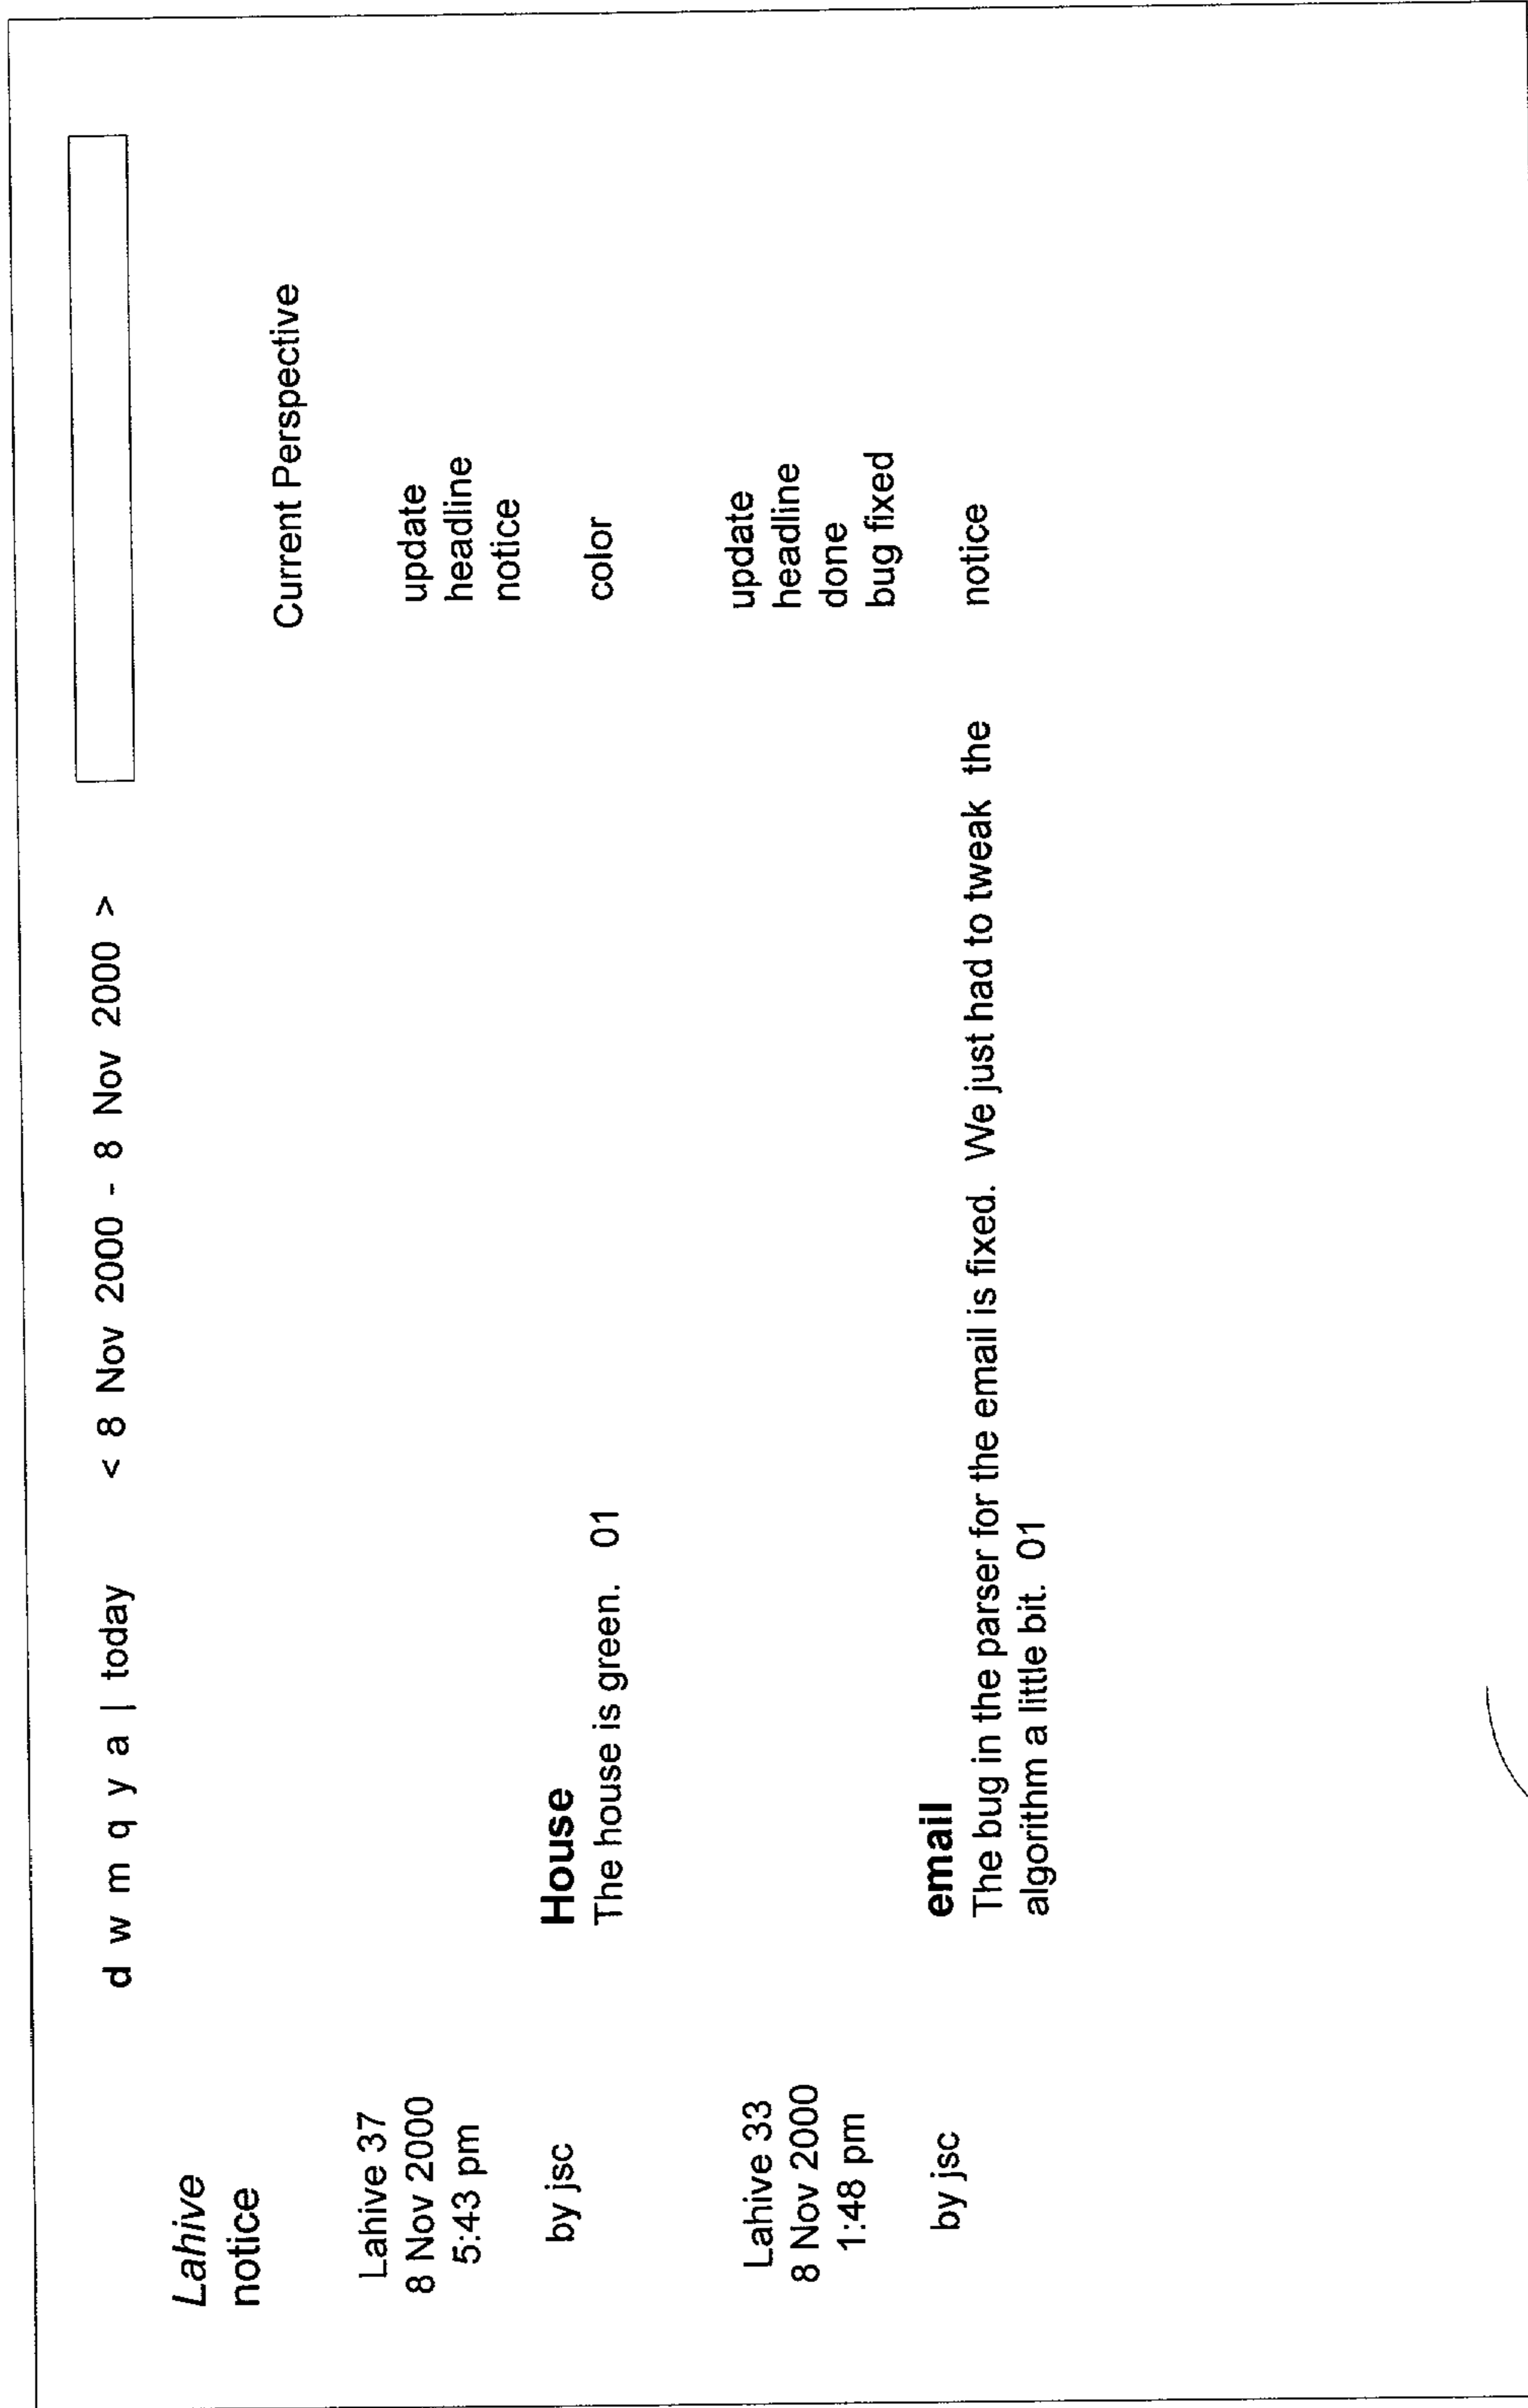 d w m q y a | today < 8 Nov 2000 - 8 Nov 2000 >
Lahive
notice
Current Perspective
Lahive 37
8 Nov 2000
5:43 pm
update
headline
notice
by jsc
House
The house is green. 01
color
Lahive 33
8 Nov 2000
1:48 pm
update
headline
done
bug fixed
by jsc
email
The bug in the parser for the email is fixed. We just had to tweak the
algorithm a little bit. 01
notice